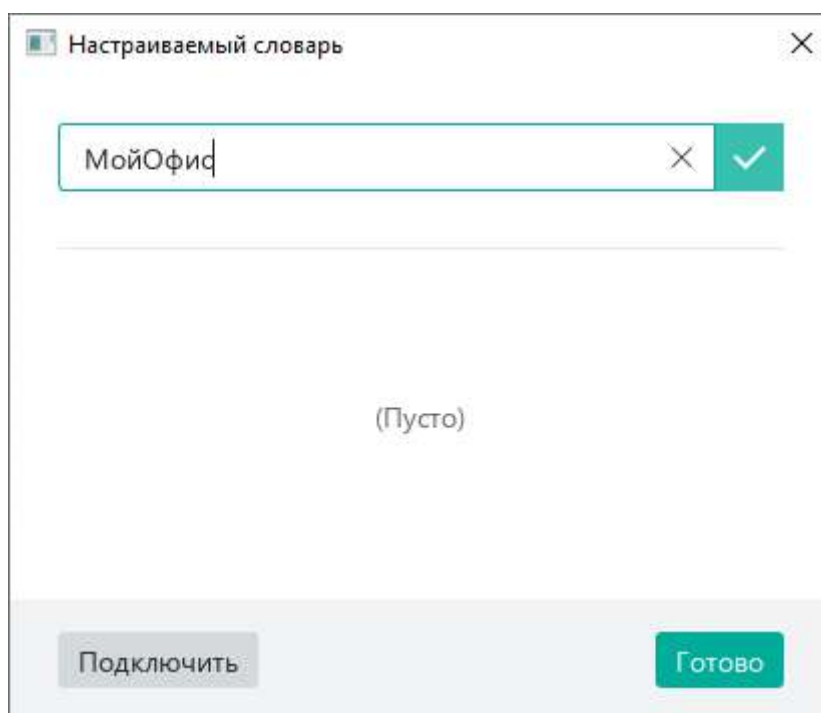 Настраиваемый словарь
МойОфис
(Пусто)
Подключить
Готово